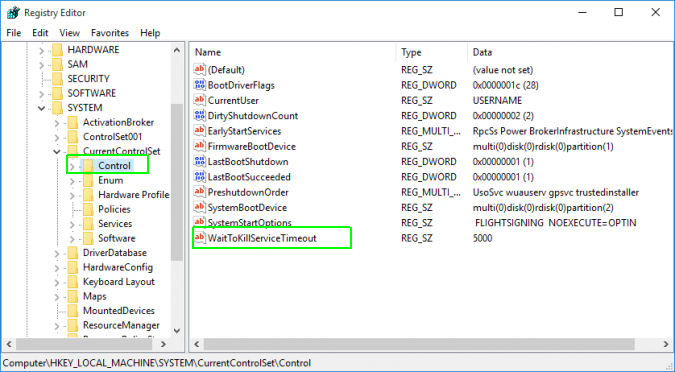 Registry Editor
File Edit View Favorites Help
HARDWARE
SAM
SECURITY
SOFTWARE
SYSTEM
ActivationBroker
ControlSet001
CurrentControlSet
Control
Enum
Hardware Profile
Policies
Services
Software
DriverDatabase
HardwareConfig
Keyboard Layout
Maps
MountedDevices
ResourceManager
Name Type Data
(Default) REG_SZ (value not set)
BootDriverFlags REG_DWORD 0x0000001c (28)
CurrentUser REG_SZ USERNAME
DirtyShutdownCount REG_DWORD 0x00000002 (2)
EarlyStartServices REG_MULTI_... RpcSs Power BrokerInfrastructure SystemEvents
FirmwareBootDevice REG_SZ multi(0)disk(0)rdisk(0)partition(1)
LastBootShutdown REG_DWORD 0x00000001 (1)
LastBootSucceeded REG_DWORD 0x00000001 (1)
PreshutdownOrder REG_MULTI_... UsoSvc wuauserv gpsvc trustedinstaller
SystemBootDevice REG_SZ multi(0)disk(0)rdisk(0)partition(2)
SystemStartOptions REG_SZ FLIGHTSIGNING NOEXECUTE=OPTIN
WaitToKillServiceTimeout REG_SZ 5000
Computer\HKEY_LOCAL_MACHINE\SYSTEM\CurrentControlSet\Control